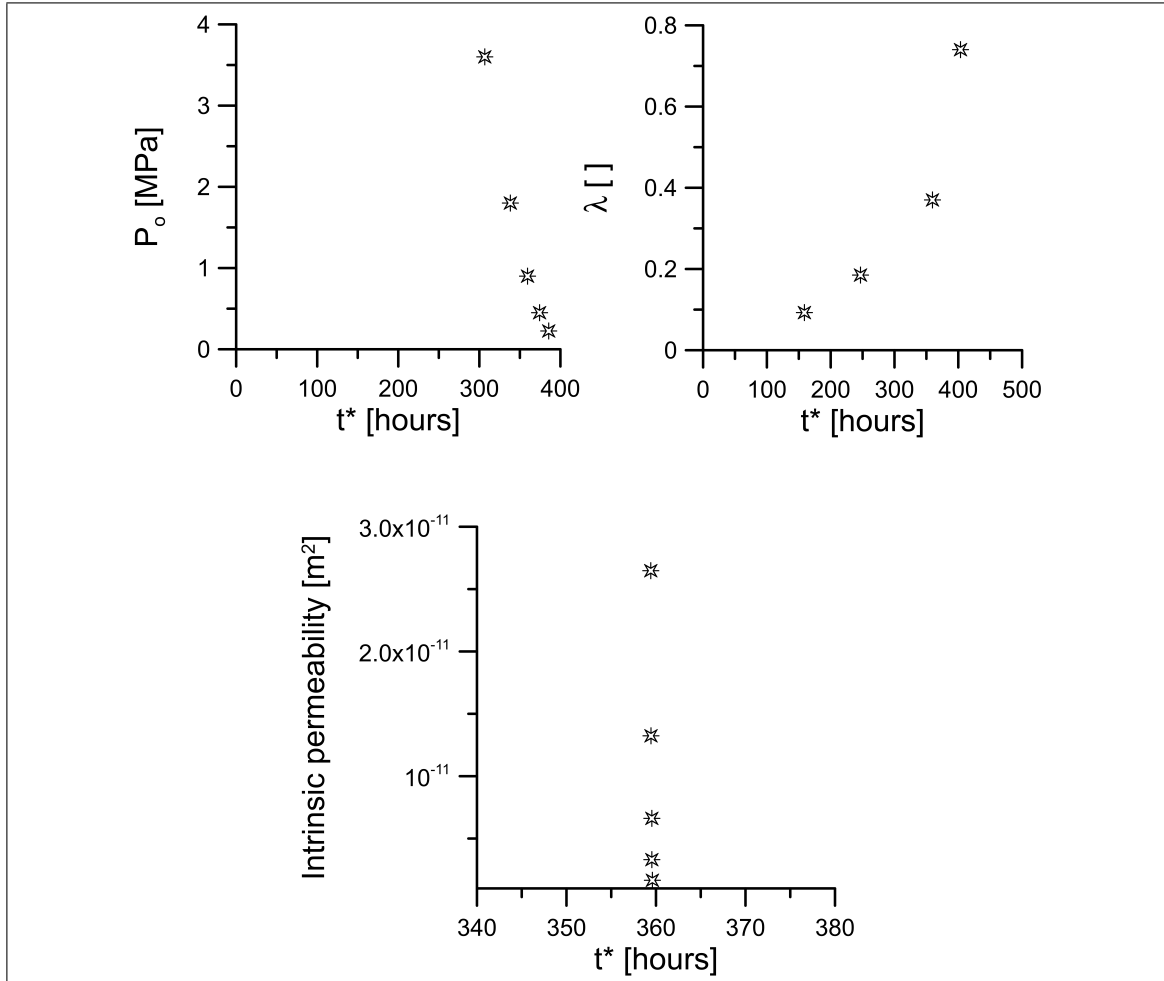 4
3
2
1
0
P_o [MPa]
0 100 200 300 400
t* [hours]
0.8
0.6
0.4
0.2
0
λ [ ]
0 100 200 300 400 500
t* [hours]
3.0x10⁻¹¹
2.0x10⁻¹¹
10⁻¹¹
Intrinsic permeability [m²]
340 350 360 370 380
t* [hours]